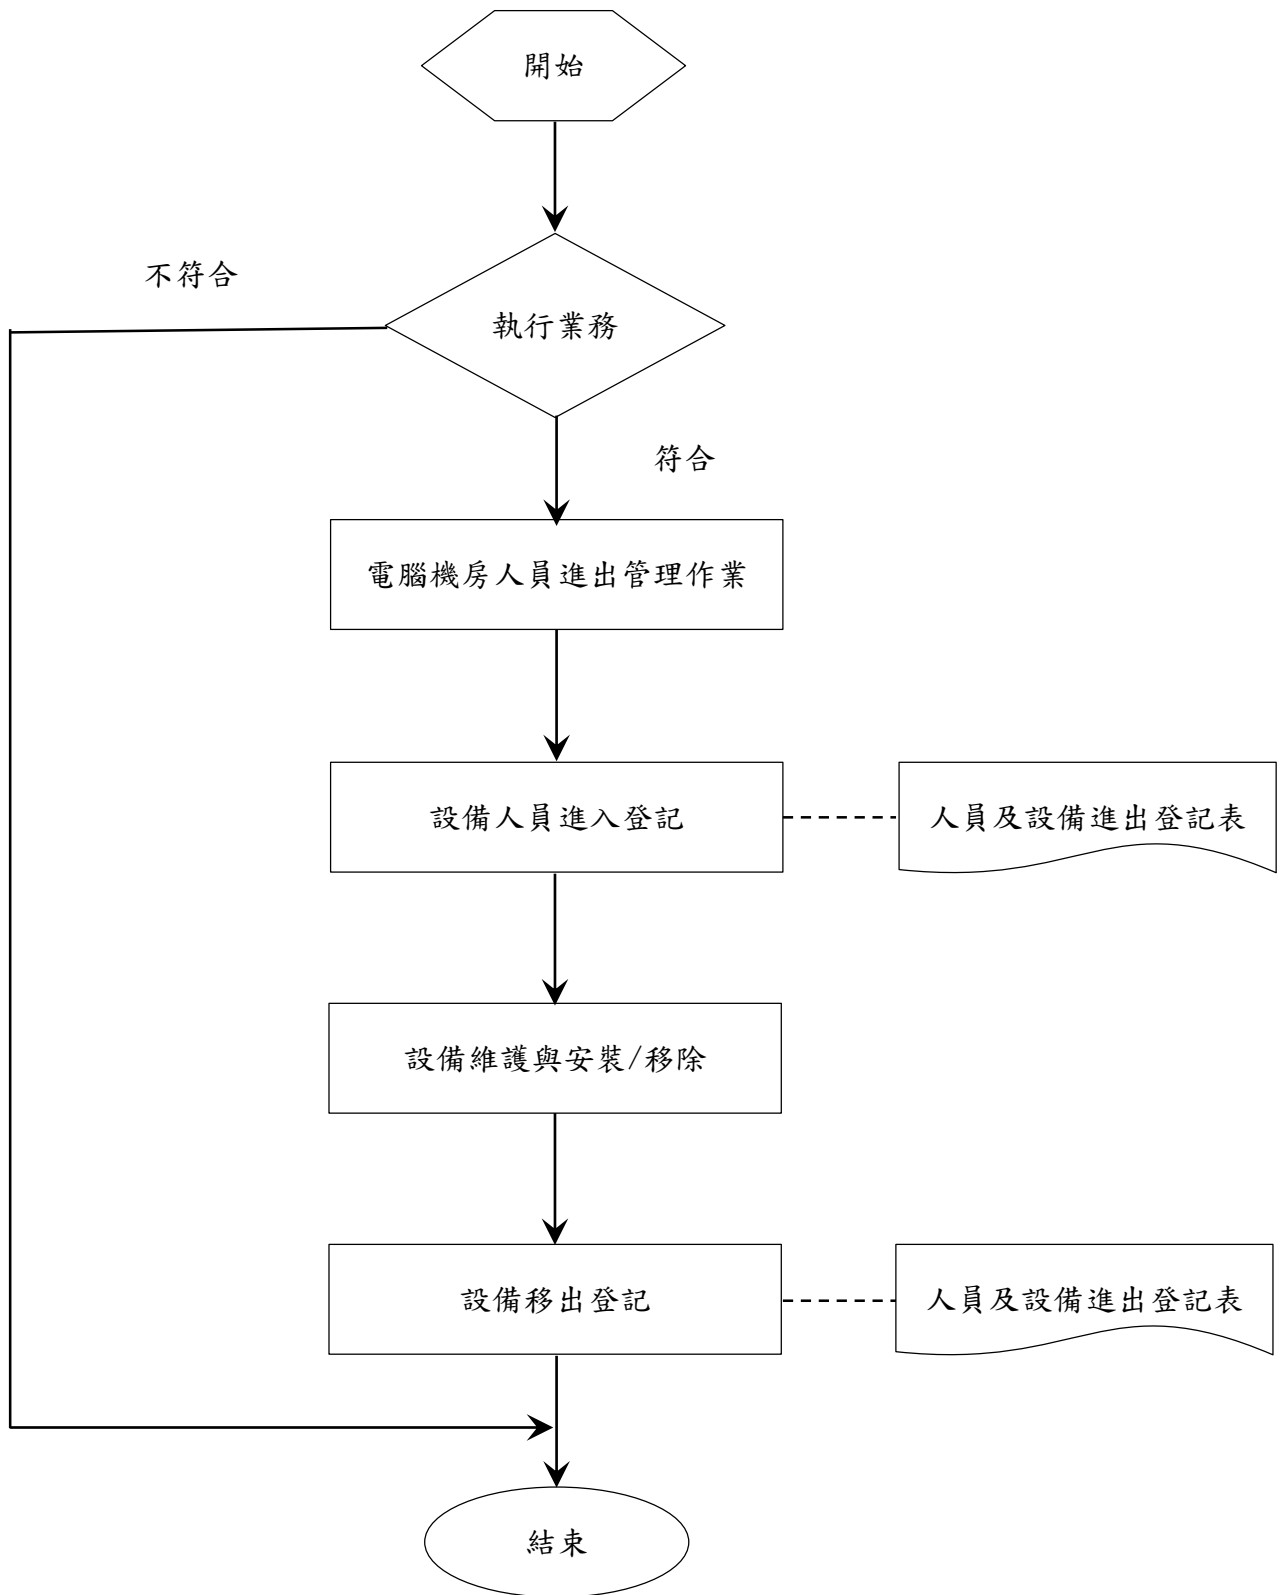 開始
不符合
執行業務
符合
電腦機房人員進出管理作業
設備人員進入登記
人員及設備進出登記表
設備維護與安裝/移除
設備移出登記
人員及設備進出登記表
結束